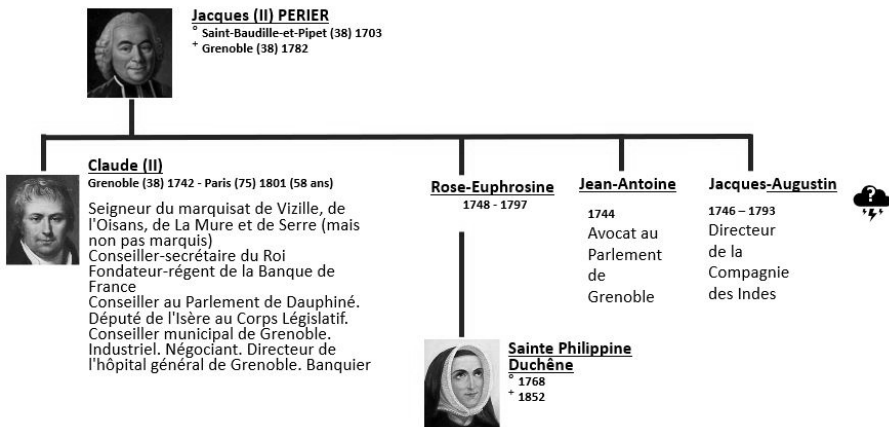 Jacques (II) PERIER
° Saint-Baudille-et-Pipet (38) 1703
+ Grenoble (38) 1782
Claude (II)
Grenoble (38) 1742 - Paris (75) 1801 (58 ans)
Seigneur du marquisat de Vizille, de
l'Oisans, de La Mure et de Serre (mais
non pas marquis)
Conseiller-secrétaire du Roi
Fondateur-régent de la Banque de
France
Conseiller au Parlement de Dauphiné.
Député de l'Isère au Corps Législatif.
Conseiller municipal de Grenoble.
Industriel. Négociant. Directeur de
l'hôpital général de Grenoble. Banquier
Rose-Euphrosine
1748 - 1797
Jean-Antoine
1744
Avocat au
Parlement
de
Grenoble
Jacques-Augustin
1746 – 1793
Directeur
de la
Compagnie
des Indes
?
Sainte Philippine
Duchêne
° 1768
+ 1852